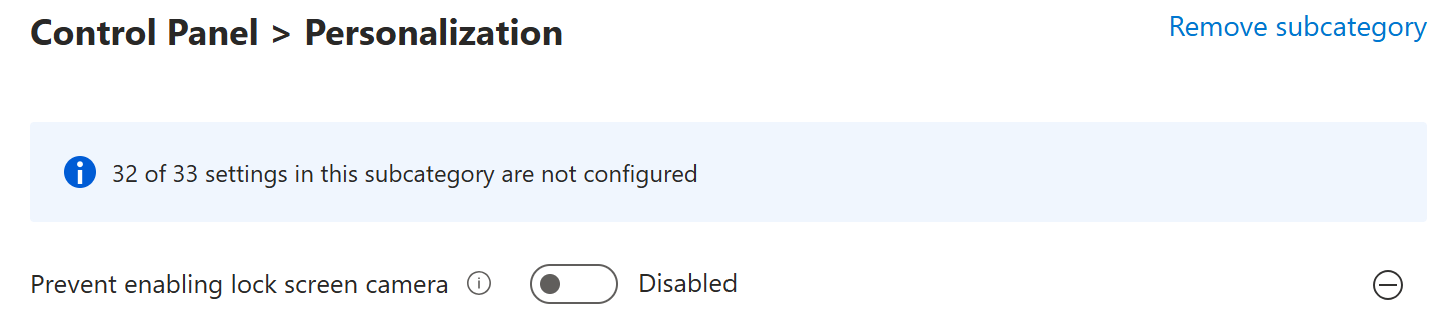 Control Panel > Personalization
Remove subcategory
32 of 33 settings in this subcategory are not configured
Prevent enabling lock screen camera Disabled